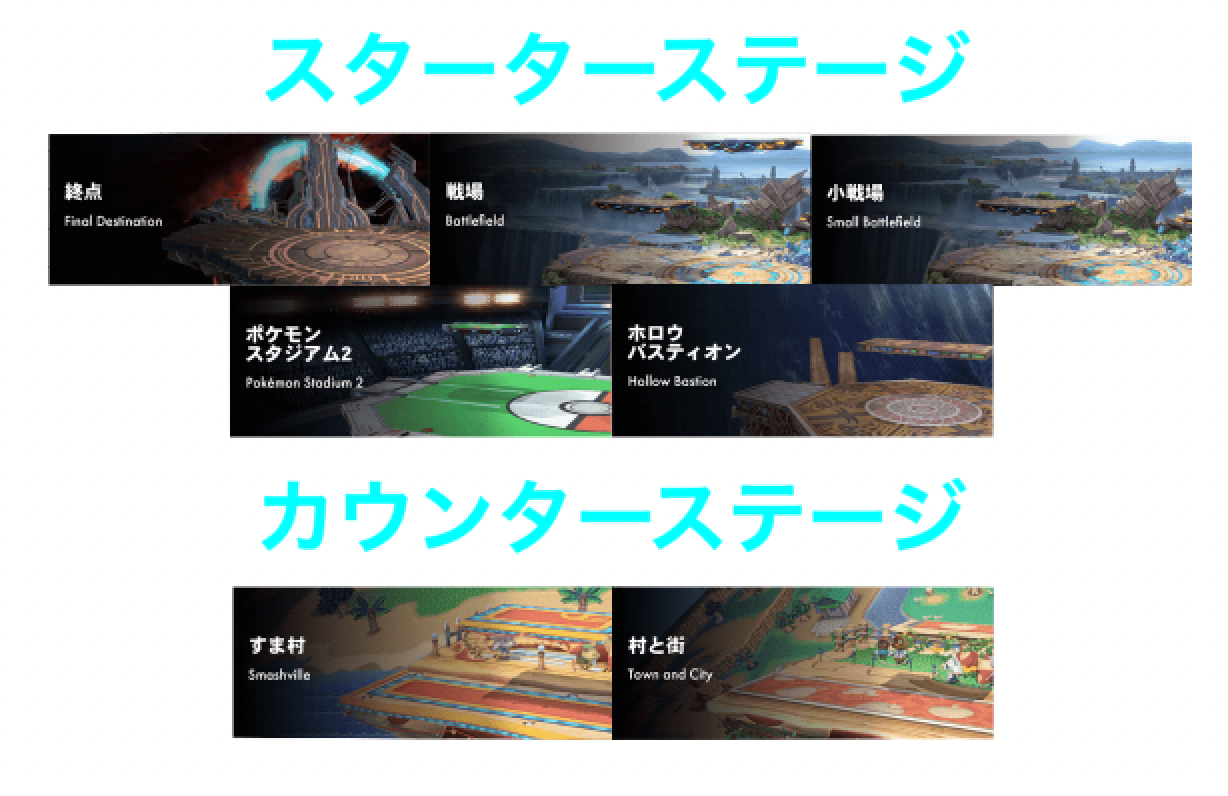 スターターステージ
終点
Final Destination
戦場
Battlefield
小戦場
Small Battlefield
ポケモン
スタジアム2
Pokémon Stadium 2
ホロウ
バスティオン
Hollow Bastion
カウンターステージ
すま村
Smashville
村と街
Town and City